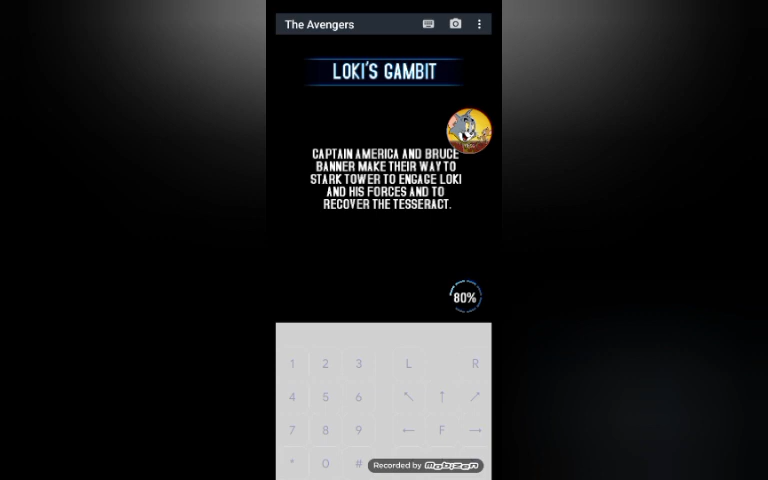 The Avengers
LOKI'S GAMBIT
CAPTAIN AMERICA AND BRUCE
BANNER MAKE THEIR WAY TO
STARK TOWER TO ENGAGE LOKI
AND HIS FORCES AND TO
RECOVER THE TESSERACT.
80%
1 2 3 L R
4 5 6 ↖ ↑ ↗
7 8 9 ← F →
* 0 #
Recorded by Mobizen